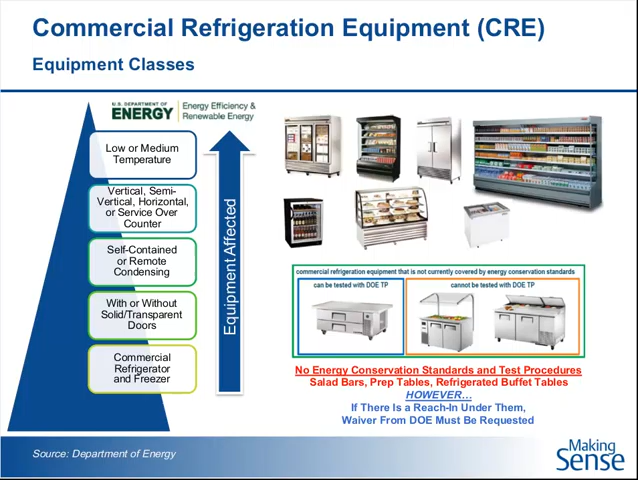 Commercial Refrigeration Equipment (CRE)
Equipment Classes
U.S. DEPARTMENT OF
ENERGY
Energy Efficiency &
Renewable Energy
Low or Medium
Temperature
Vertical, Semi-
Vertical, Horizontal,
or Service Over
Counter
Self-Contained
or Remote
Condensing
With or Without
Solid/Transparent
Doors
Commercial
Refrigerator
and Freezer
Equipment Affected
commercial refrigeration equipment that is not currently covered by energy conservation standards
can be tested with DOE TP
cannot be tested with DOE TP
No Energy Conservation Standards and Test Procedures
Salad Bars, Prep Tables, Refrigerated Buffet Tables
HOWEVER…
If There Is a Reach-In Under Them,
Waiver From DOE Must Be Requested
Source: Department of Energy
Making
Sense